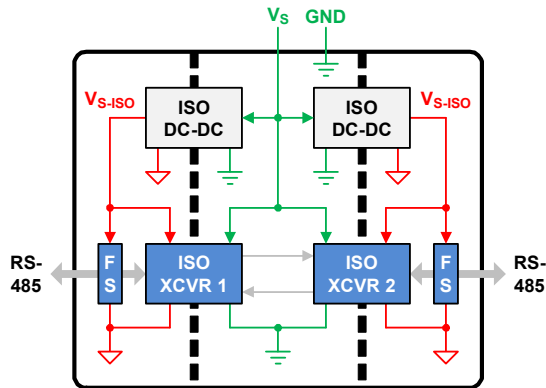 VS GND
VS-ISO
ISO
DC-DC
ISO
DC-DC
VS-ISO
RS-
485
F
S
ISO
XCVR 1
ISO
XCVR 2
F
S
RS-
485